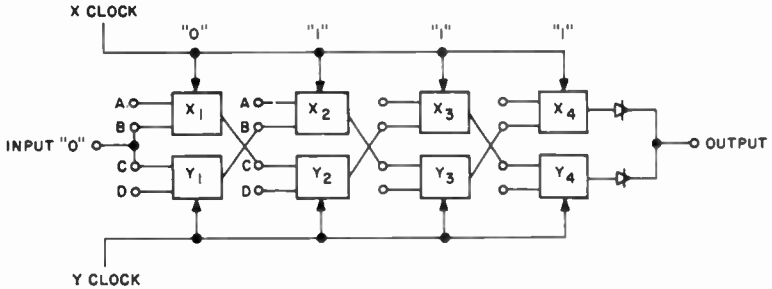 X CLOCK
"0" "1" "1" "1"
A X1 A X2 X3 X4
B B
INPUT "0" OUTPUT
C Y1 C Y2 Y3 Y4
D D
Y CLOCK